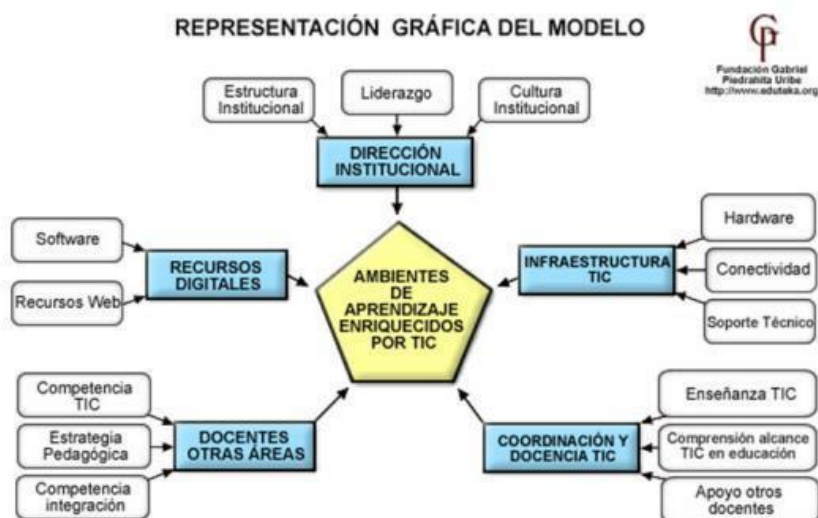 REPRESENTACIÓN GRÁFICA DEL MODELO
GP
Fundación Gabriel
Piedrahita Uribe
http://www.eduteka.org
Estructura
Institucional
Liderazgo
Cultura
Institucional
DIRECCIÓN
INSTITUCIONAL
Software
Recursos Web
RECURSOS
DIGITALES
AMBIENTES
DE
APRENDIZAJE
ENRIQUECIDOS
POR TIC
INFRAESTRUCTURA
TIC
Hardware
Conectividad
Soporte Técnico
Competencia
TIC
Estrategia
Pedagógica
Competencia
integración
DOCENTES
OTRAS ÁREAS
COORDINACIÓN Y
DOCENCIA TIC
Enseñanza TIC
Comprensión alcance
TIC en educación
Apoyo otros
docentes